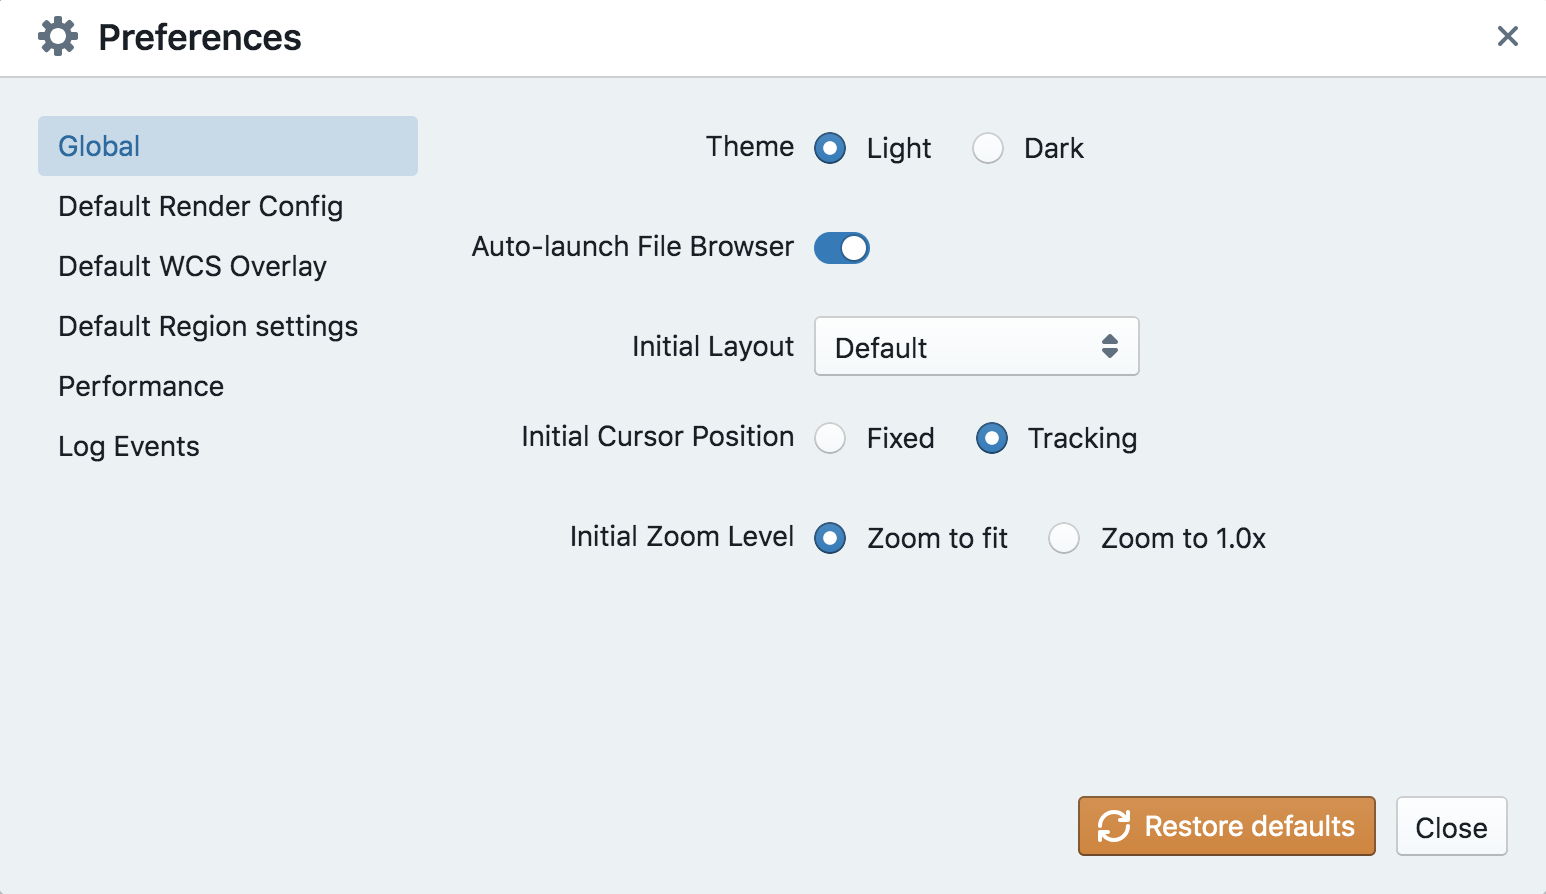 Preferences
Global
Default Render Config
Default WCS Overlay
Default Region settings
Performance
Log Events
Theme Light Dark
Auto-launch File Browser
Initial Layout Default
Initial Cursor Position Fixed Tracking
Initial Zoom Level Zoom to fit Zoom to 1.0x
Restore defaults Close